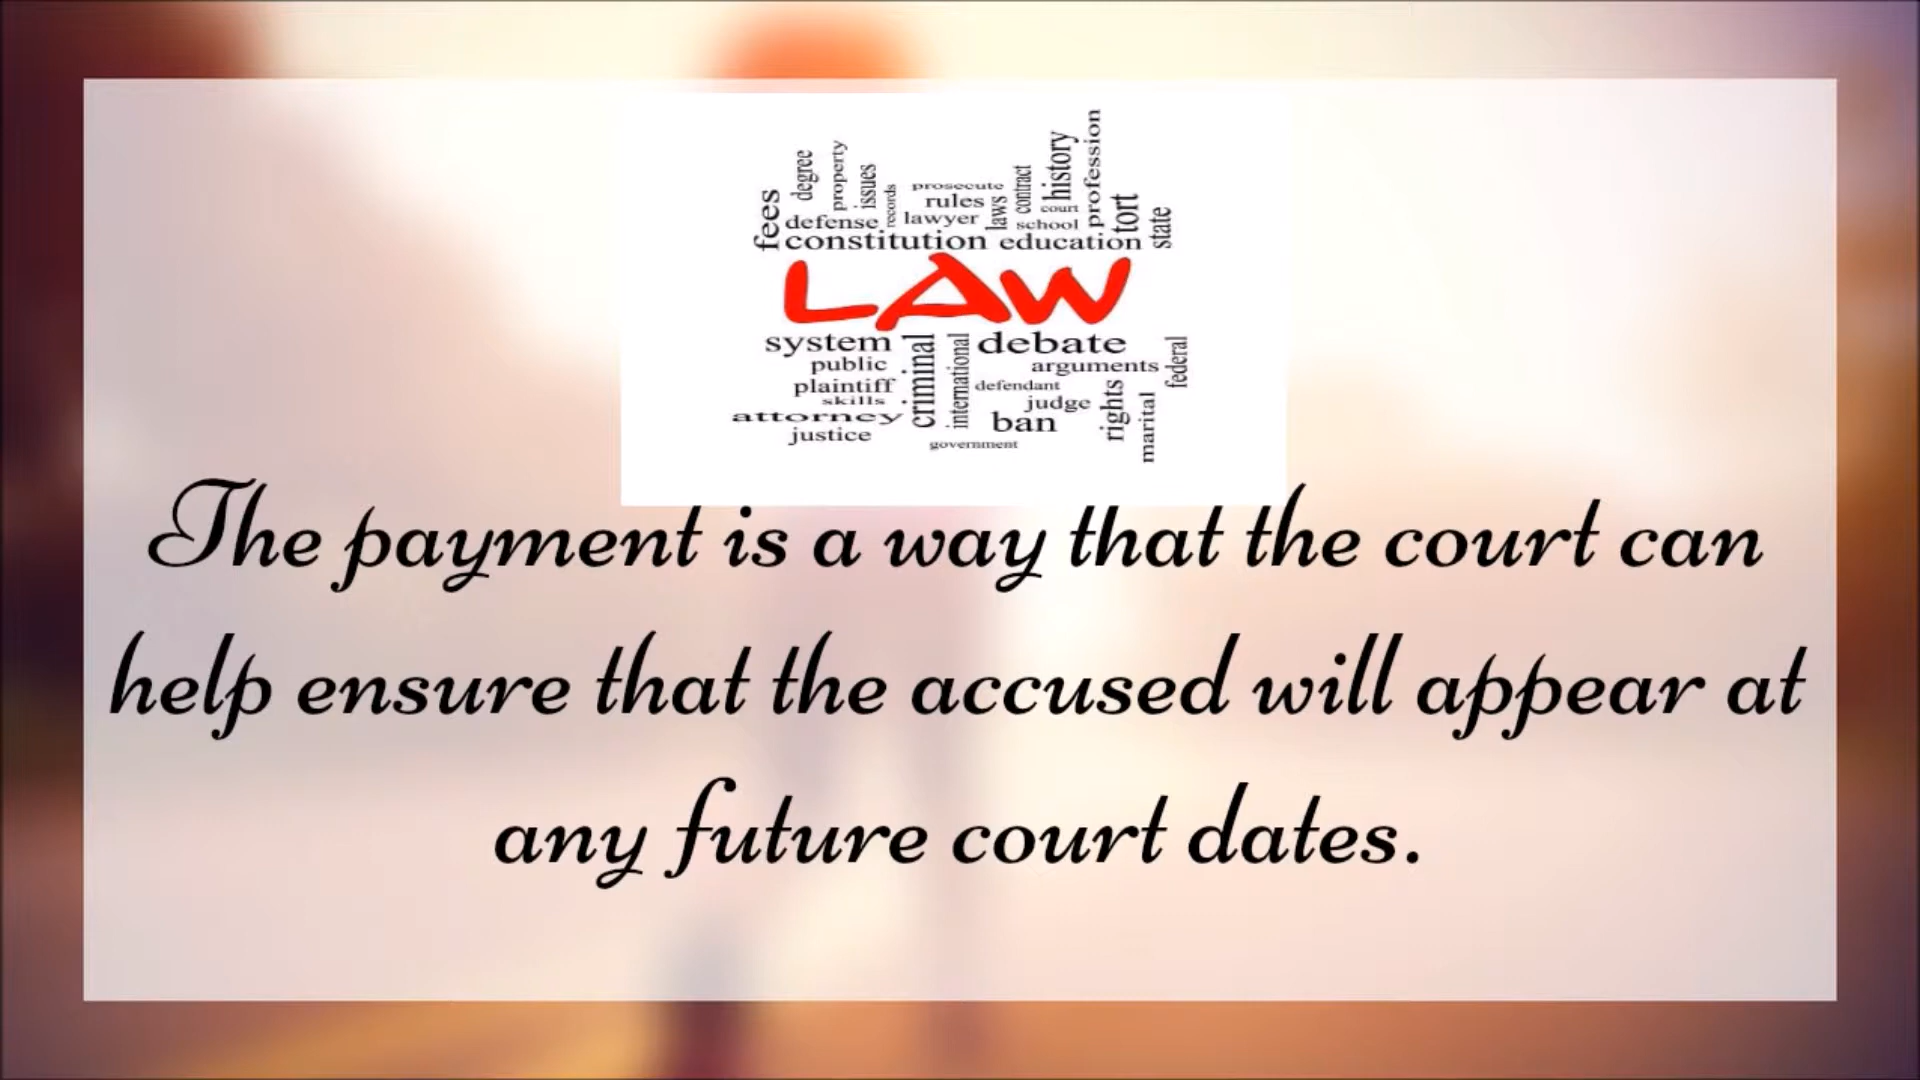 degree
property
issues
records
prosecute
contract
history
profession
fees
rules
laws
court
tort
state
defense
lawyer
school
constitution
education
LAW
system
criminal
international
debate
federal
public
arguments
plaintiff
defendant
rights
skills
judge
marital
attorney
ban
justice
government
The payment is a way that the court can
help ensure that the accused will appear at
any future court dates.